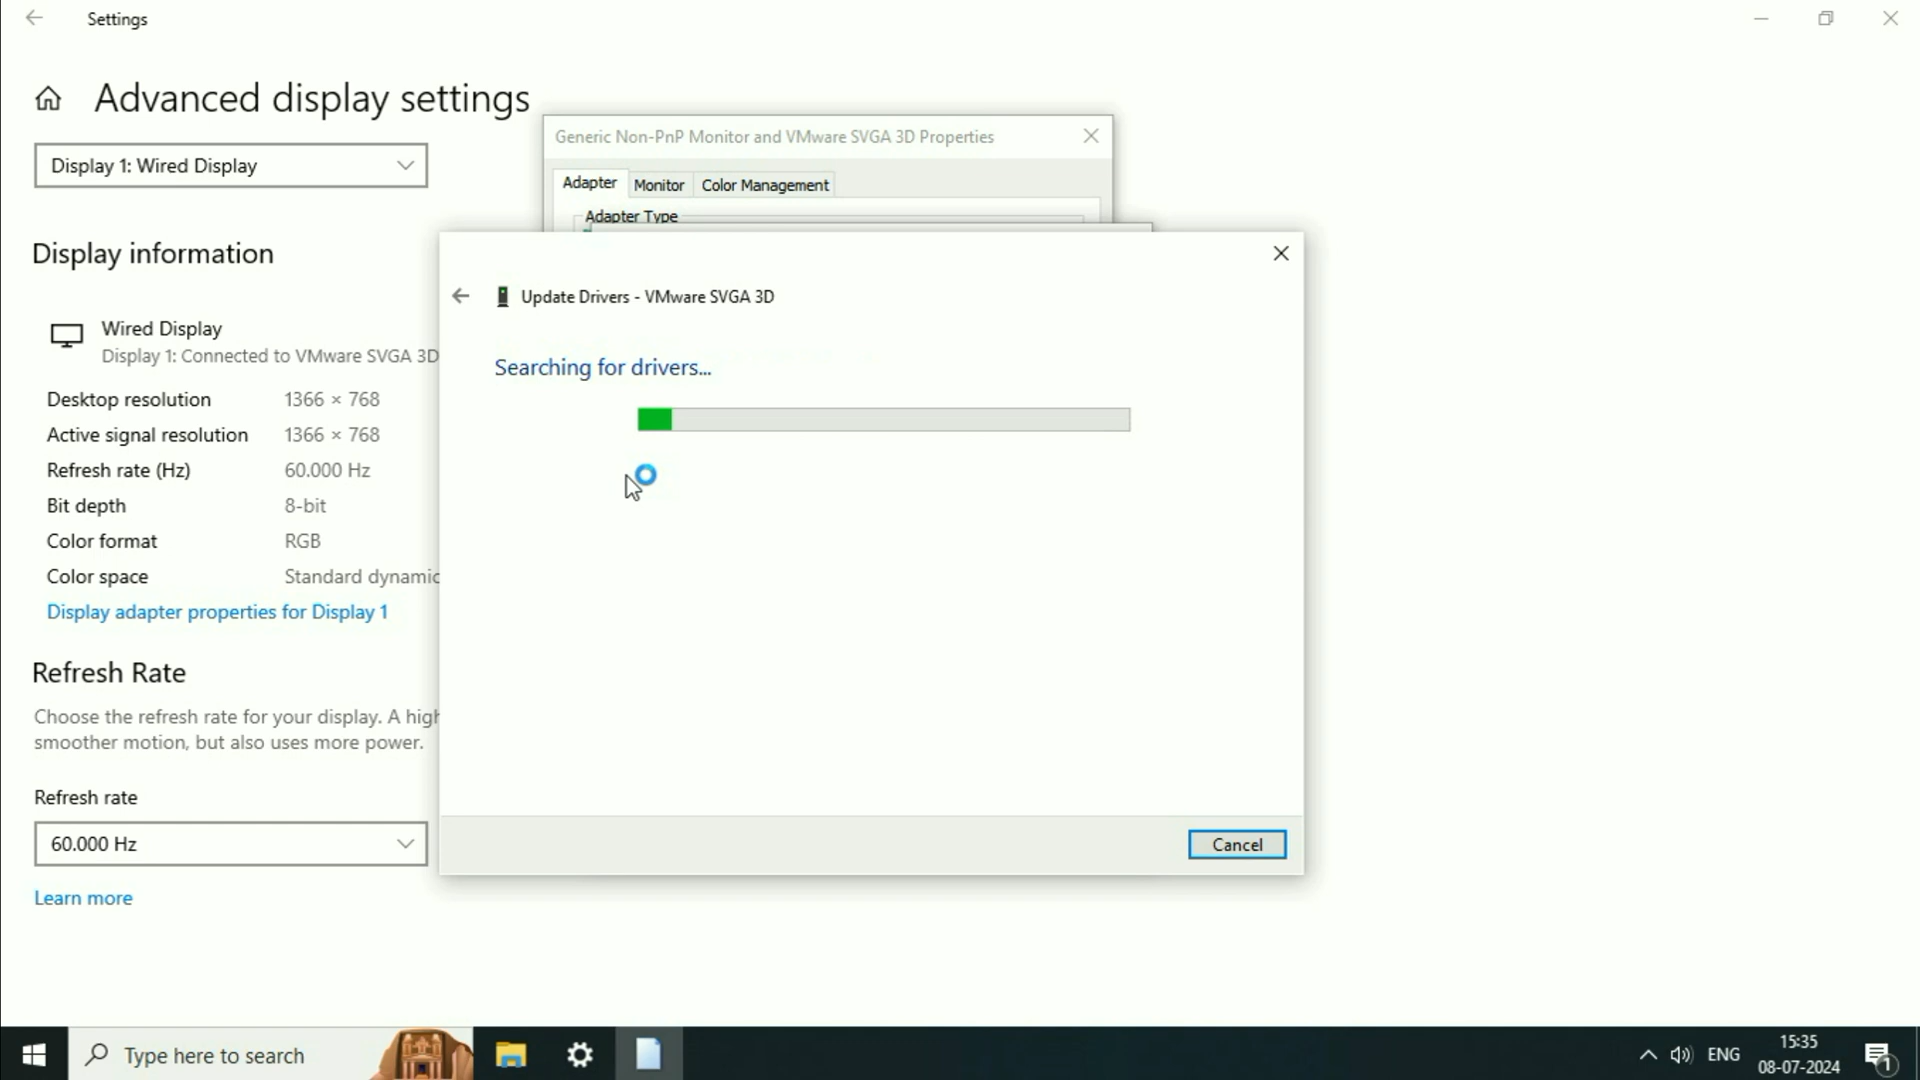 Settings
Advanced display settings
Display 1: Wired Display
Display information
Wired Display
Display 1: Connected to VMware SVGA 3D
Desktop resolution 1366 × 768
Active signal resolution 1366 × 768
Refresh rate (Hz) 60.000 Hz
Bit depth 8-bit
Color format RGB
Color space Standard dynamic
Display adapter properties for Display 1
Refresh Rate
Choose the refresh rate for your display. A high
smoother motion, but also uses more power.
Refresh rate
60.000 Hz
Learn more
Generic Non-PnP Monitor and VMware SVGA 3D Properties
Adapter Monitor Color Management
Adapter Type
Update Drivers - VMware SVGA 3D
Searching for drivers...
Cancel
Type here to search
ENG
15:35
08-07-2024
1